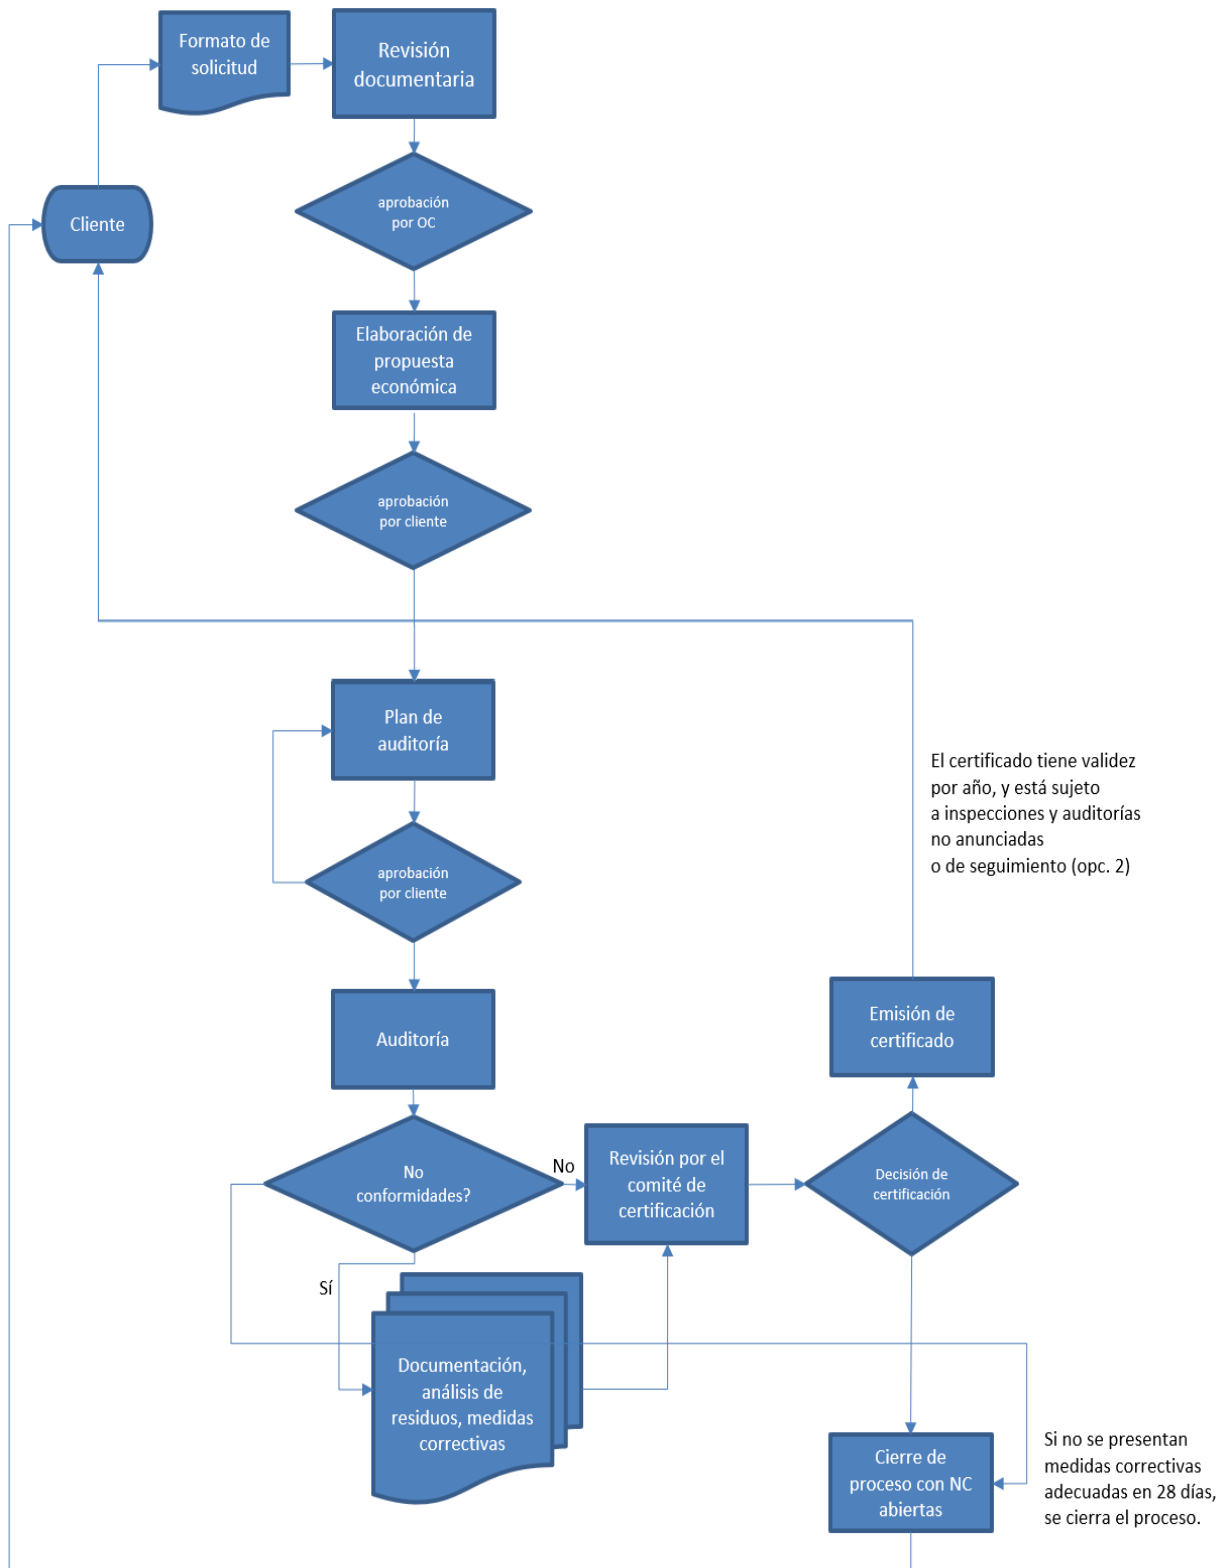 Formato de
solicitud
Revisión
documentaria
Cliente
aprobación
por OC
Elaboración de
propuesta
económica
aprobación
por cliente
Plan de
auditoría
El certificado tiene validez
por año, y está sujeto
a inspecciones y auditorías
no anunciadas
o de seguimiento (opc. 2)
aprobación
por cliente
Auditoría
Emisión de
certificado
No
conformidades?
No
Revisión por el
comité de
certificación
Decisión de
certificación
Sí
Documentación,
análisis de
residuos, medidas
correctivas
Cierre de
proceso con NC
abiertas
Si no se presentan
medidas correctivas
adecuadas en 28 días,
se cierra el proceso.